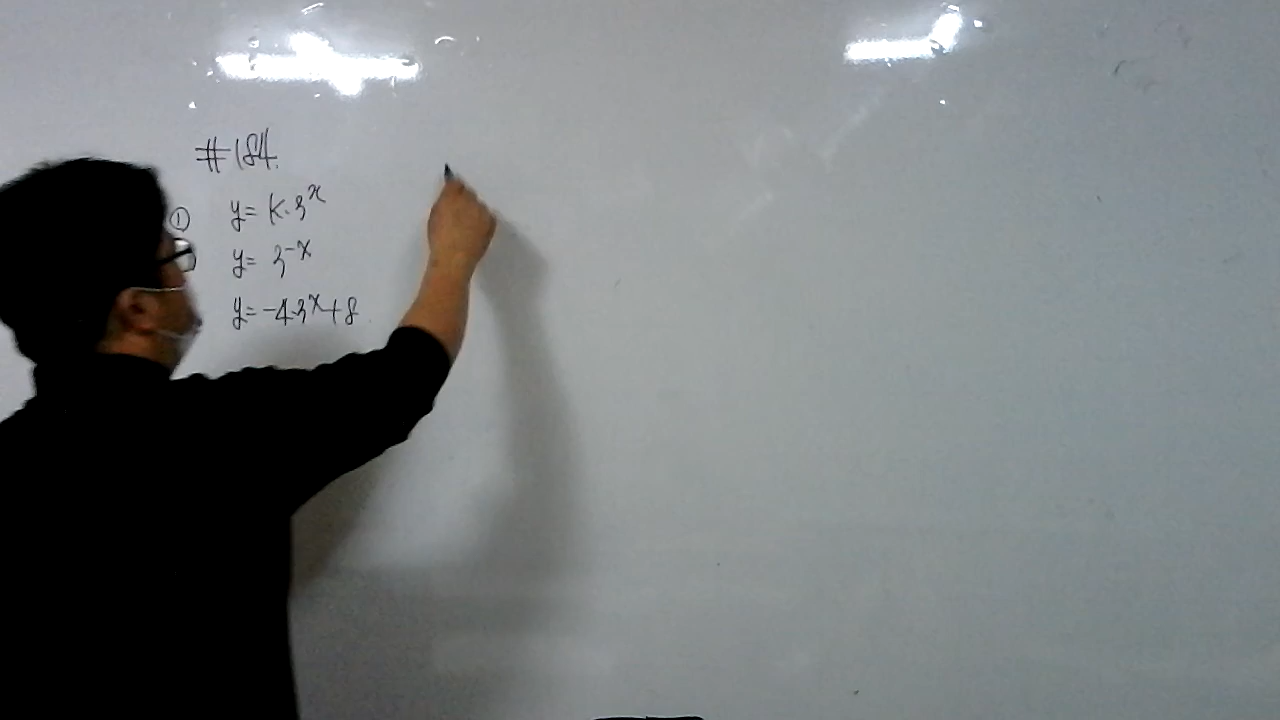 #184.
① y = k·3^x
y = 3^-x
y = -4·3^x + 8